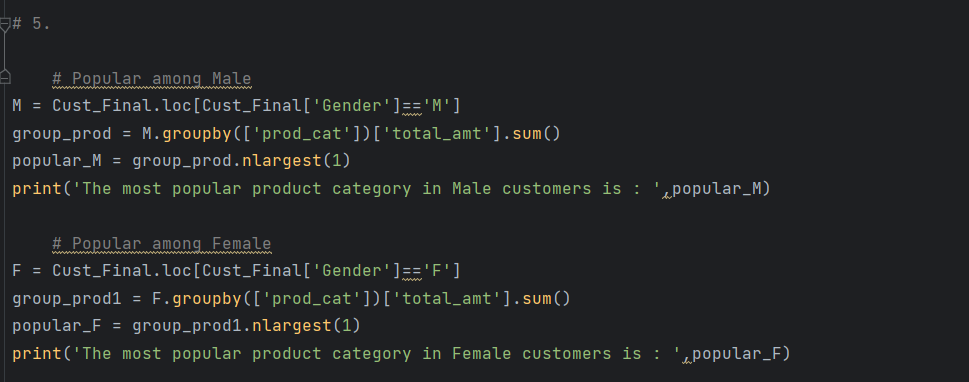 # 5.
# Popular among Male
M = Cust_Final.loc[Cust_Final['Gender']=='M']
group_prod = M.groupby(['prod_cat'])['total_amt'].sum()
popular_M = group_prod.nlargest(1)
print('The most popular product category in Male customers is : ',popular_M)
# Popular among Female
F = Cust_Final.loc[Cust_Final['Gender']=='F']
group_prod1 = F.groupby(['prod_cat'])['total_amt'].sum()
popular_F = group_prod1.nlargest(1)
print('The most popular product category in Female customers is : ',popular_F)